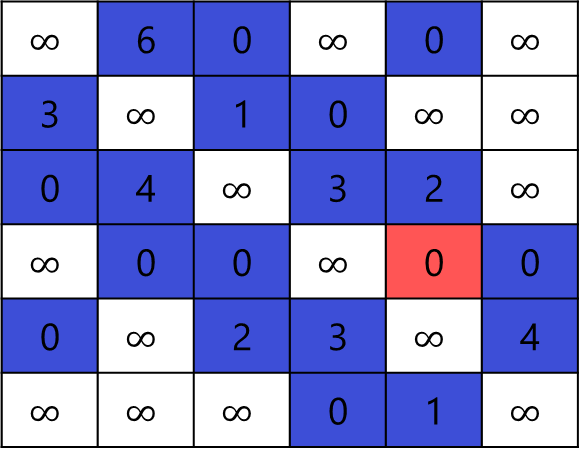 ∞ 6 0 ∞ 0 ∞
3 ∞ 1 0 ∞ ∞
0 4 ∞ 3 2 ∞
∞ 0 0 ∞ 0 0
0 ∞ 2 3 ∞ 4
∞ ∞ ∞ 0 1 ∞